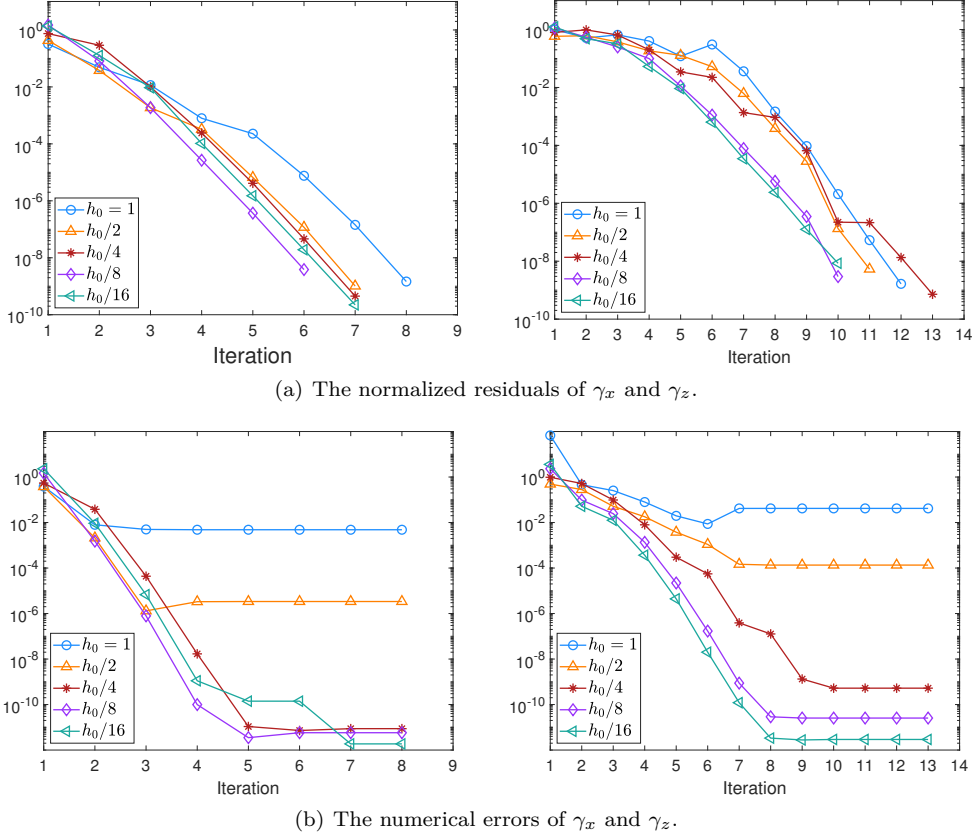 10^0
10^-2
10^-4
10^-6
10^-8
10^-10
h_0 = 1
h_0/2
h_0/4
h_0/8
h_0/16
1 2 3 4 5 6 7 8 9
Iteration
10^0
10^-2
10^-4
10^-6
10^-8
10^-10
h_0 = 1
h_0/2
h_0/4
h_0/8
h_0/16
1 2 3 4 5 6 7 8 9 10 11 12 13 14
Iteration
(a) The normalized residuals of γ_x and γ_z.
10^0
10^-2
10^-4
10^-6
10^-8
10^-10
h_0 = 1
h_0/2
h_0/4
h_0/8
h_0/16
1 2 3 4 5 6 7 8 9
Iteration
10^0
10^-2
10^-4
10^-6
10^-8
10^-10
h_0 = 1
h_0/2
h_0/4
h_0/8
h_0/16
1 2 3 4 5 6 7 8 9 10 11 12 13 14
Iteration
(b) The numerical errors of γ_x and γ_z.